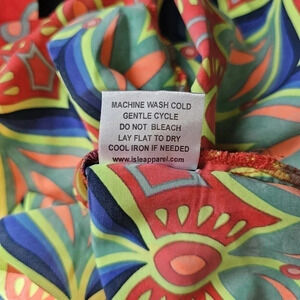 MACHINE WASH COLD
GENTLE CYCLE
DO NOT BLEACH
LAY FLAT TO DRY
COOL IRON IF NEEDED
www.isleapparel.com